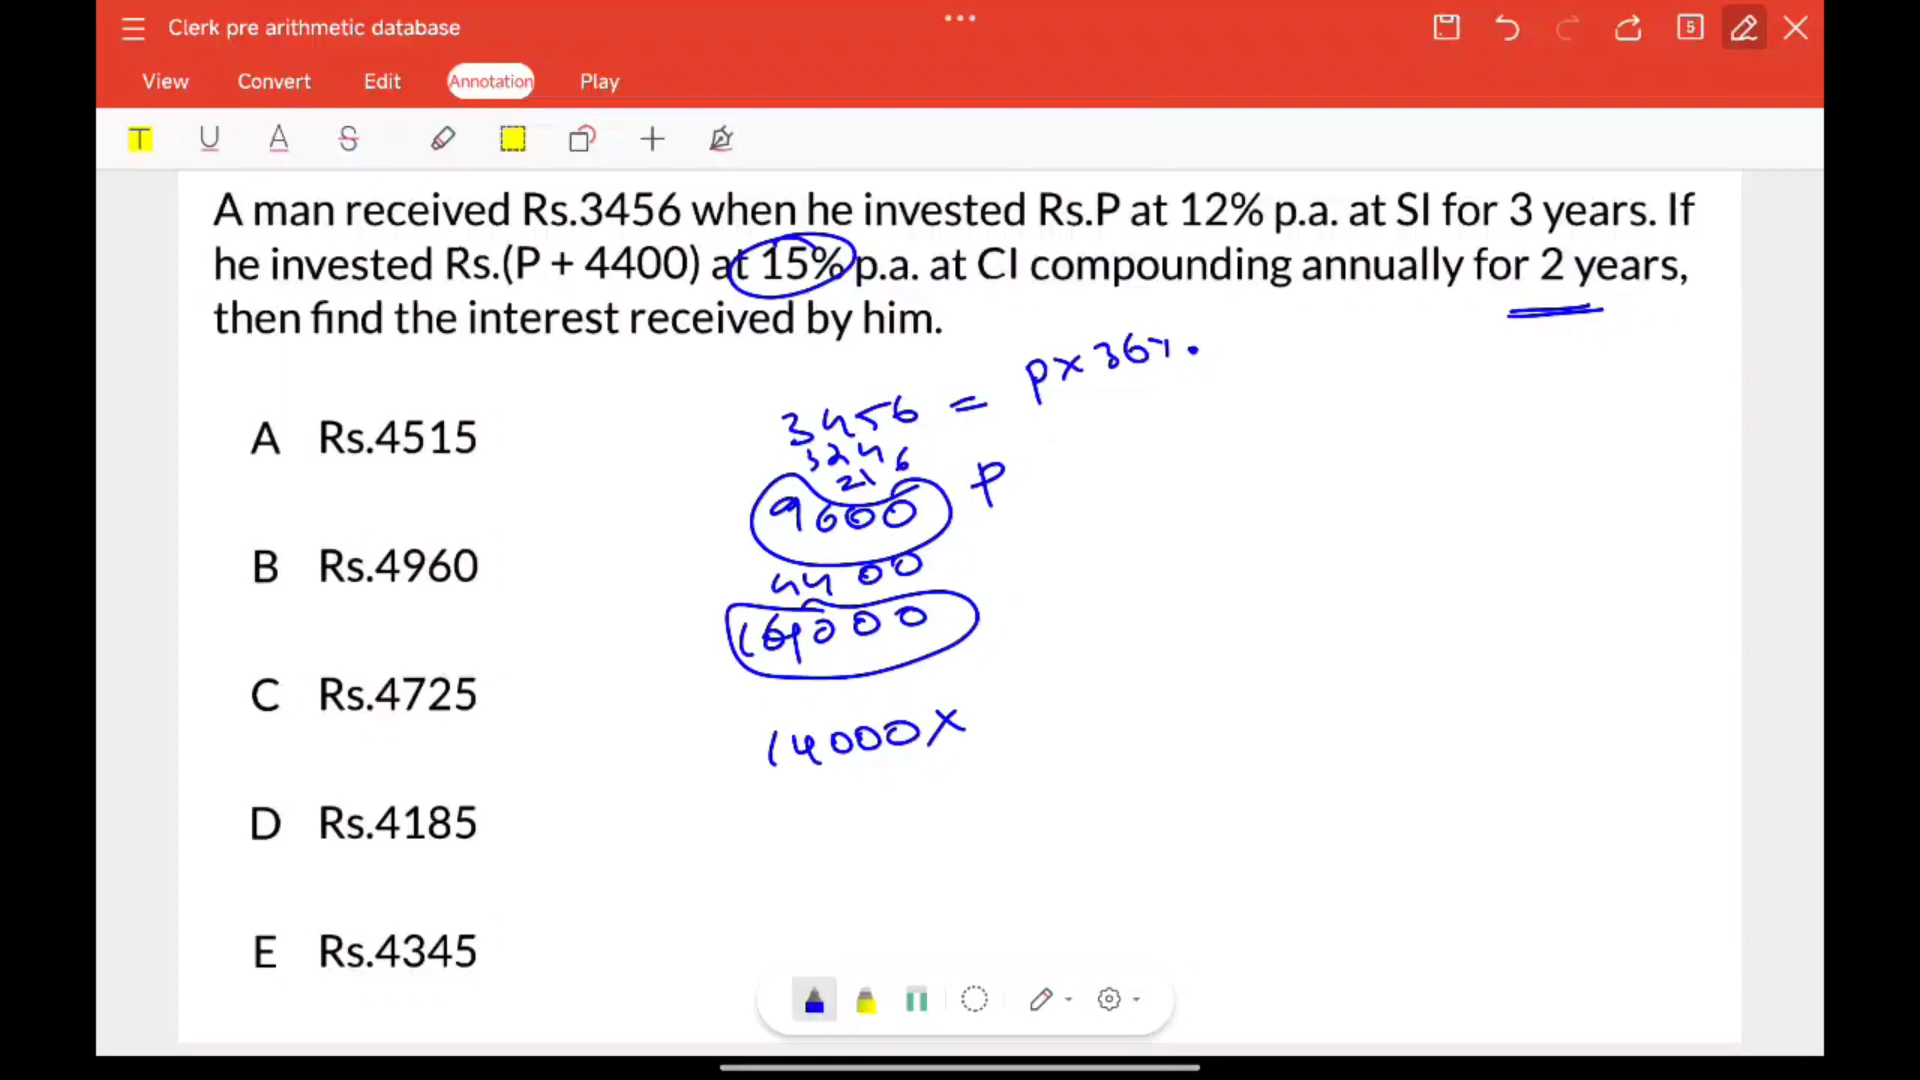 Clerk pre arithmetic database
5
View Convert Edit Annotation Play
T U A S
A man received Rs.3456 when he invested Rs.P at 12% p.a. at SI for 3 years. If
he invested Rs.(P + 4400) at 15% p.a. at CI compounding annually for 2 years,
then find the interest received by him.
A Rs.4515
B Rs.4960
C Rs.4725
D Rs.4185
E Rs.4345
3456 = P x 36%
324 6
21
9600 P
4400
14000 x